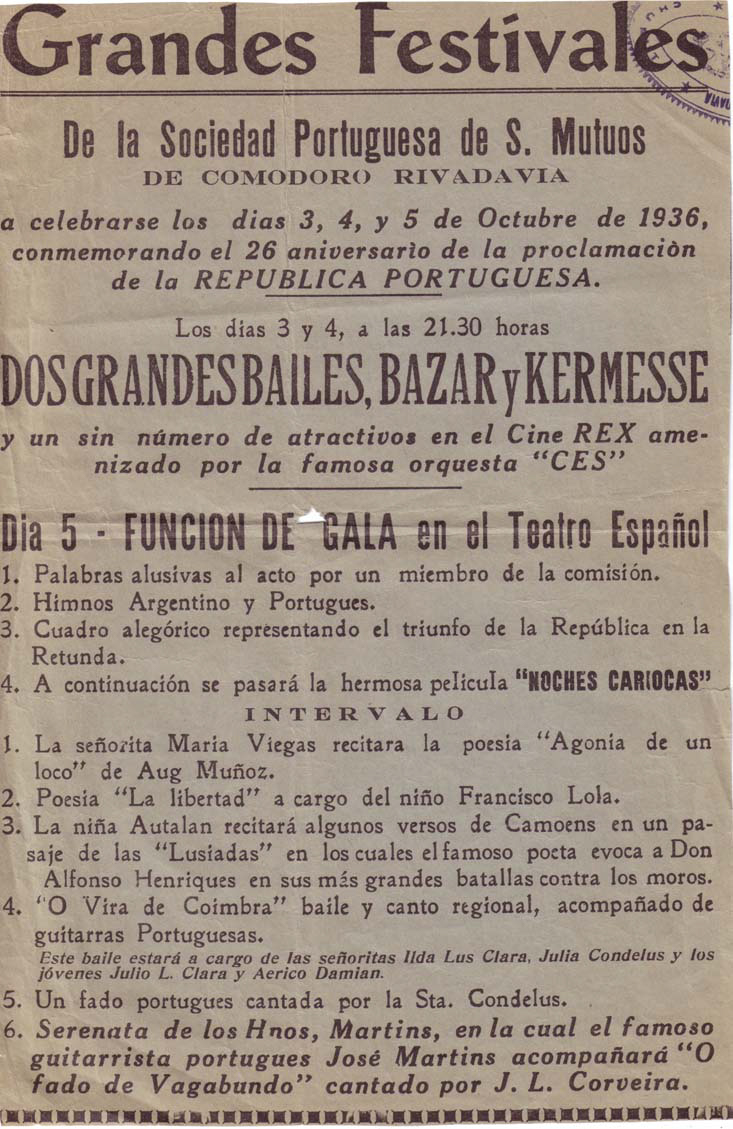 Grandes Festivales
De la Sociedad Portuguesa de S. Mutuos
DE COMODORO RIVADAVIA
a celebrarse los dias 3, 4, y 5 de Octubre de 1936,
conmemorando el 26 aniversario de la proclamaciòn
de la REPUBLICA PORTUGUESA.
Los días 3 y 4, a las 21.30 horas
DOS GRANDES BAILES, BAZAR y KERMESSE
y un sin número de atractivos en el Cine REX ame-
nizado por la famosa orquesta “CES”
Dia 5 - FUNCION DE GALA en el Teatro Español
1. Palabras alusivas al acto por un miembro de la comisión.
2. Himnos Argentino y Portugues.
3. Cuadro alegórico representando el triunfo de la República en la
Retunda.
4. A continuación se pasará la hermosa pelicula “NOCHES CARIOCAS”
INTERVALO
1. La señorita Maria Viegas recitara la poesia “Agonia de un
loco” de Aug Muñoz.
2. Poesia “La libertad” a cargo del niño Francisco Lola.
3. La niña Autalan recitará algunos versos de Camoens en un pa-
saje de las “Lusiadas” en los cuales el famoso poeta evoca a Don
Alfonso Henriques en sus más grandes batallas contra los moros.
4. “O Vira de Coimbra” baile y canto regional, acompañado de
guitarras Portuguesas.
Este baile estará a cargo de las señoritas Ilda Lus Clara, Julia Condelus y los
jóvenes Julio L. Clara y Aerico Damian.
5. Un fado portugues cantada por la Sta. Condelus.
6. Serenata de los Hnos, Martins, en la cual el famoso
guitarrista portugues José Martins acompañará “O
fado de Vagabundo” cantado por J. L. Corveira.